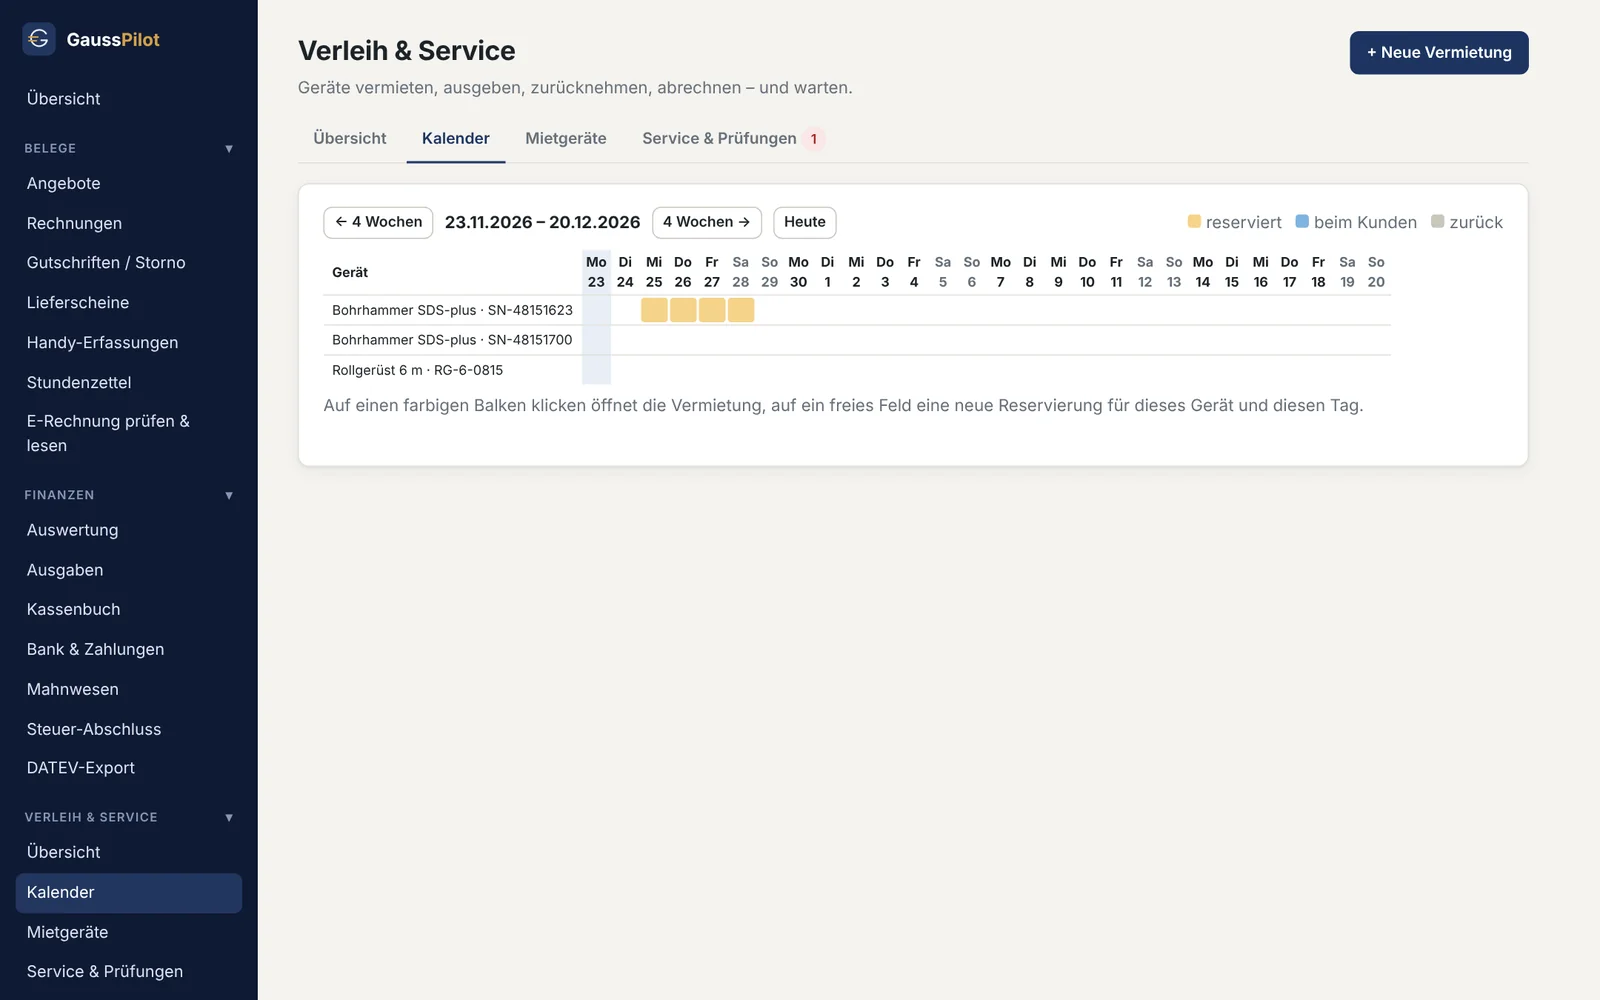 GaussPilot
Übersicht
BELEGE ▼
Angebote
Rechnungen
Gutschriften / Storno
Lieferscheine
Handy-Erfassungen
Stundenzettel
E-Rechnung prüfen &
lesen
FINANZEN ▼
Auswertung
Ausgaben
Kassenbuch
Bank & Zahlungen
Mahnwesen
Steuer-Abschluss
DATEV-Export
VERLEIH & SERVICE ▼
Übersicht
Kalender
Mietgeräte
Service & Prüfungen
Verleih & Service
+ Neue Vermietung
Geräte vermieten, ausgeben, zurücknehmen, abrechnen – und warten.
Übersicht Kalender Mietgeräte Service & Prüfungen 1
← 4 Wochen 23.11.2026 – 20.12.2026 4 Wochen → Heute reserviert beim Kunden zurück
Gerät
Mo Di Mi Do Fr Sa So Mo Di Mi Do Fr Sa So Mo Di Mi Do Fr Sa So Mo Di Mi Do Fr Sa So
23 24 25 26 27 28 29 30 1 2 3 4 5 6 7 8 9 10 11 12 13 14 15 16 17 18 19 20
Bohrhammer SDS-plus · SN-48151623
Bohrhammer SDS-plus · SN-48151700
Rollgerüst 6 m · RG-6-0815
Auf einen farbigen Balken klicken öffnet die Vermietung, auf ein freies Feld eine neue Reservierung für dieses Gerät und diesen Tag.